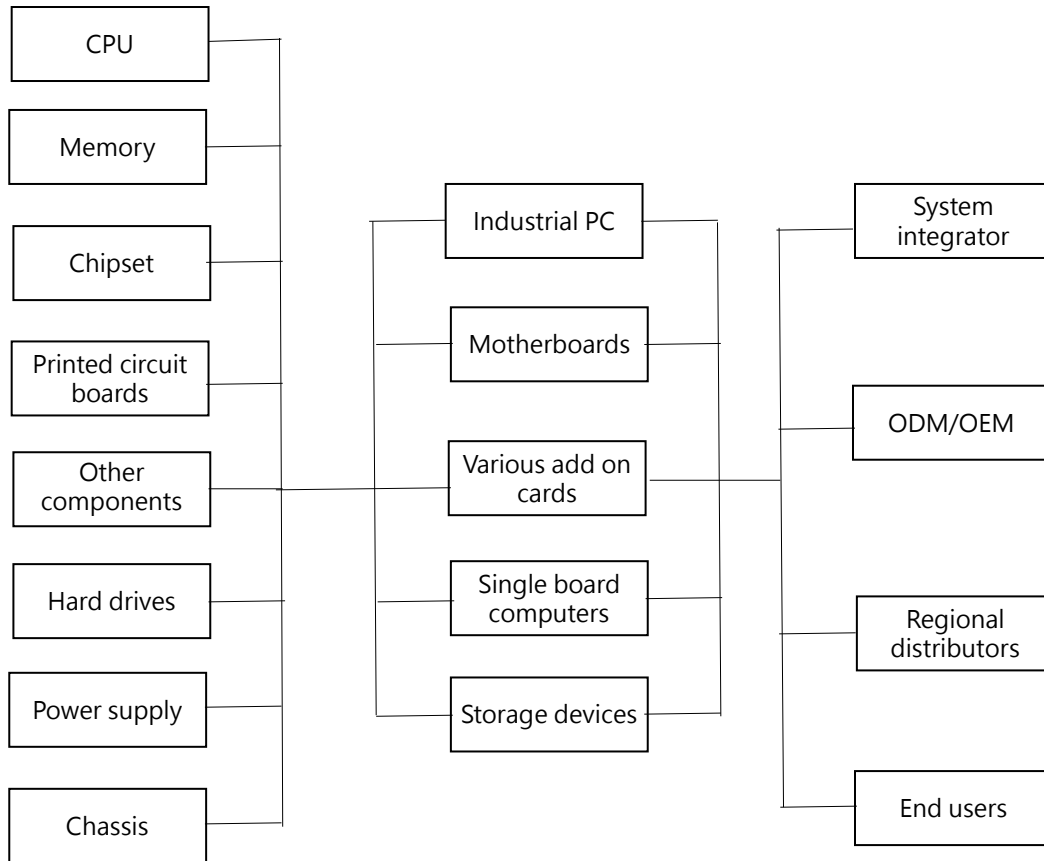 CPU
Memory
Chipset
Printed circuit
boards
Other
components
Hard drives
Power supply
Chassis
Industrial PC
Motherboards
Various add on
cards
Single board
computers
Storage devices
System
integrator
ODM/OEM
Regional
distributors
End users